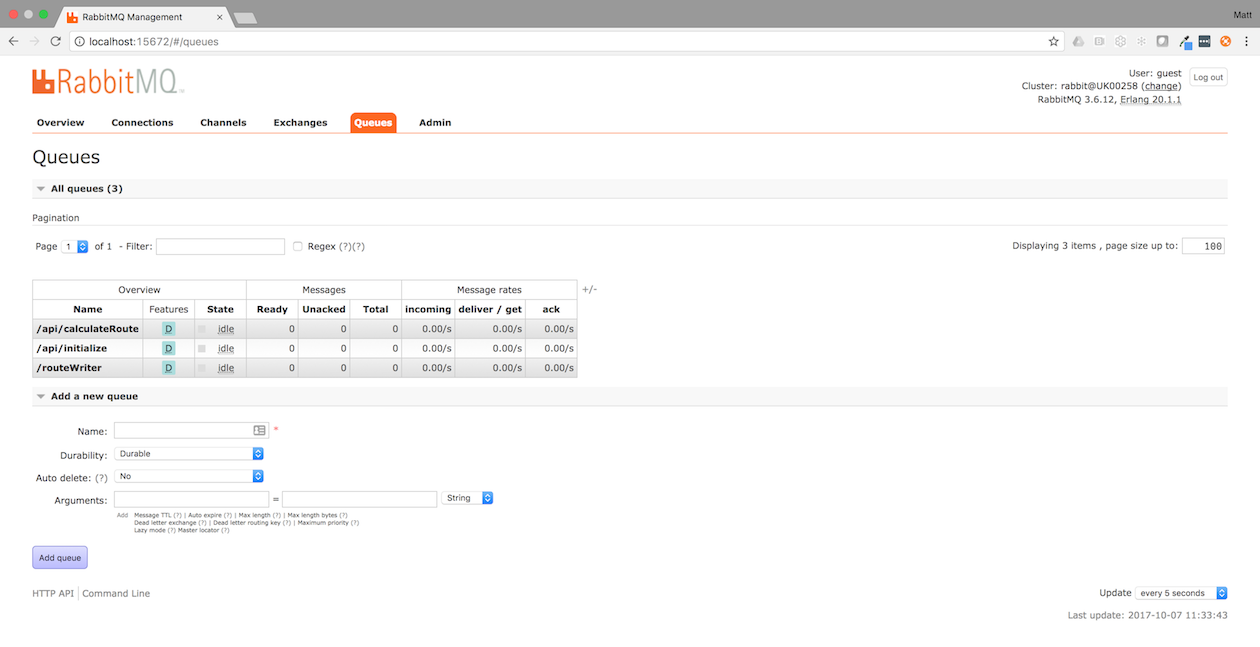 RabbitMQ Management
Matt
localhost:15672/#/queues
RabbitMQ
User: guest
Log out
Cluster: rabbit@UK00258 (change)
RabbitMQ 3.6.12, Erlang 20.1.1
Overview Connections Channels Exchanges Queues Admin
Queues
All queues (3)
Pagination
Page 1 of 1 - Filter: Regex (?)(?) Displaying 3 items , page size up to: 100
Overview Messages Message rates +/-
Name Features State Ready Unacked Total incoming deliver / get ack
/api/calculateRoute D idle 0 0 0 0.00/s 0.00/s 0.00/s
/api/initialize D idle 0 0 0 0.00/s 0.00/s 0.00/s
/routeWriter D idle 0 0 0 0.00/s 0.00/s 0.00/s
Add a new queue
Name: *
Durability: Durable
Auto delete: (?) No
Arguments: = String
Add Message TTL (?) | Auto expire (?) | Max length (?) | Max length bytes (?)
Dead letter exchange (?) | Dead letter routing key (?) | Maximum priority (?)
Lazy mode (?) Master locator (?)
Add queue
HTTP API Command Line Update every 5 seconds
Last update: 2017-10-07 11:33:43